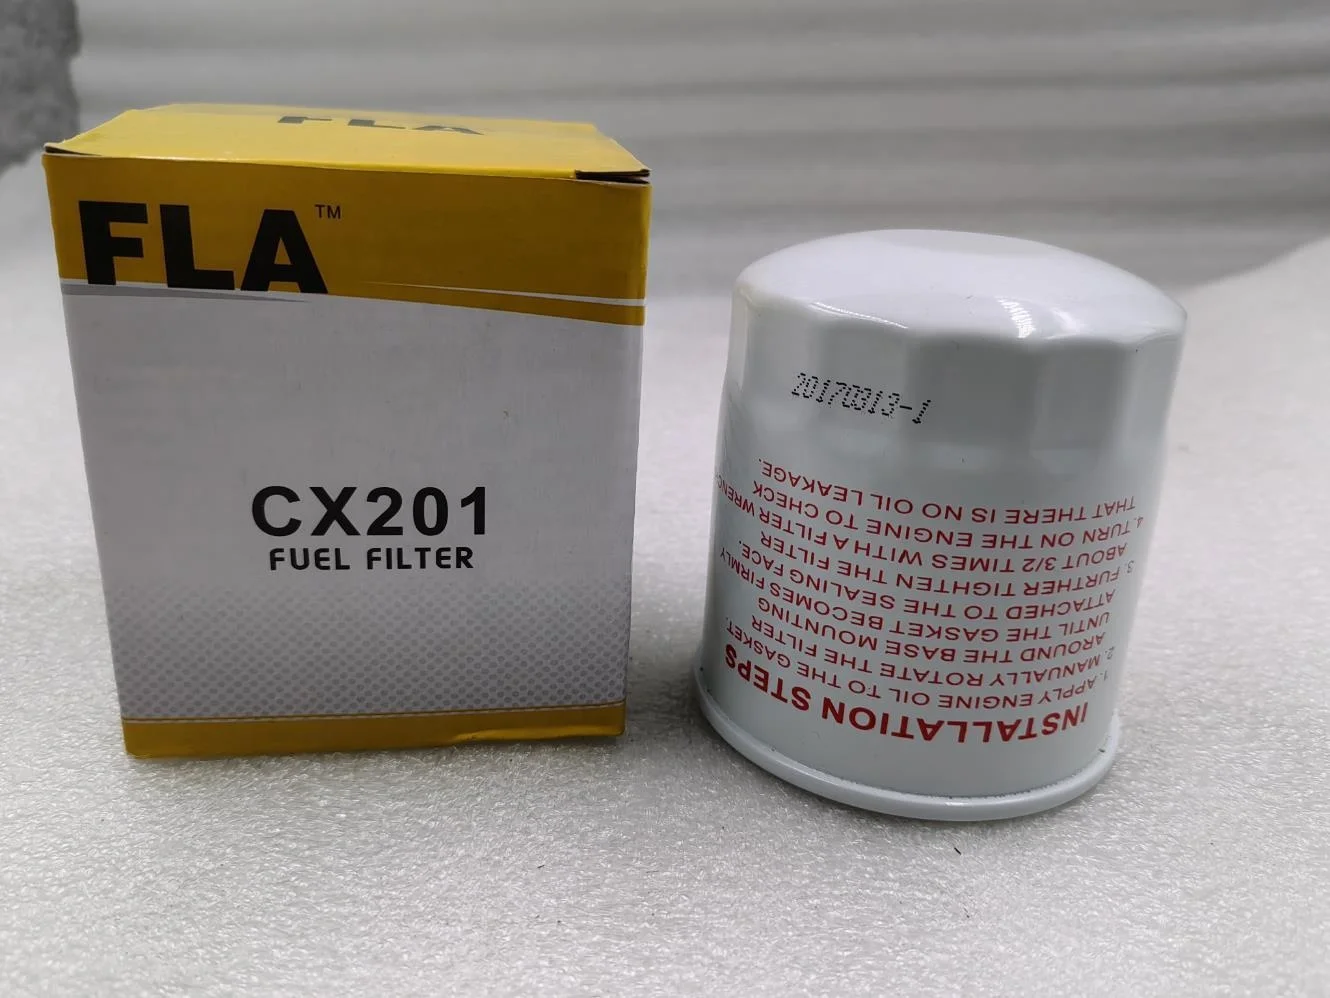 FLA
FLA™
CX201
FUEL FILTER
20170313-1
INSTALLATION STEPS
1. APPLY ENGINE OIL TO THE GASKET.
2. MANUALLY ROTATE THE FILTER
AROUND THE BASE MOUNTING
UNTIL THE GASKET BECOMES FIRMLY
ATTACHED TO THE SEALING FACE.
3. FURTHER TIGHTEN THE FILTER
ABOUT 3/2 TIMES WITH A FILTER
4. TURN ON THE ENGINE TO CHECK
THAT THERE IS NO OIL LEAKAGE.